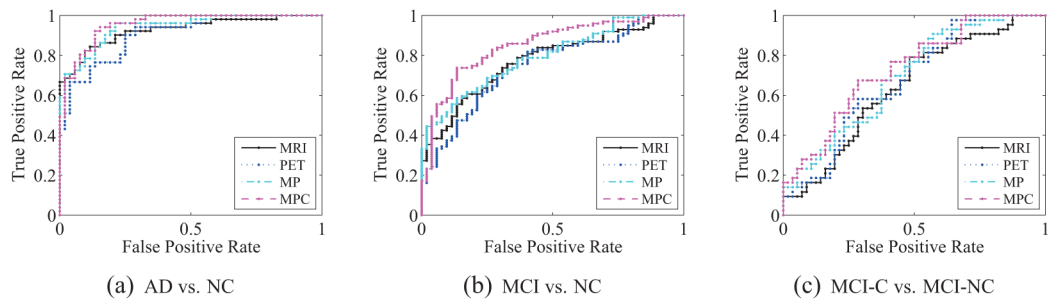 True Positive Rate
1
0.8
0.6
0.4
0.2
0
0 0.5 1
False Positive Rate
MRI
PET
MP
MPC
(a) AD vs. NC
True Positive Rate
1
0.8
0.6
0.4
0.2
0
0 0.5 1
False Positive Rate
MRI
PET
MP
MPC
(b) MCI vs. NC
True Positive Rate
1
0.8
0.6
0.4
0.2
0
0 0.5 1
False Positive Rate
MRI
PET
MP
MPC
(c) MCI-C vs. MCI-NC